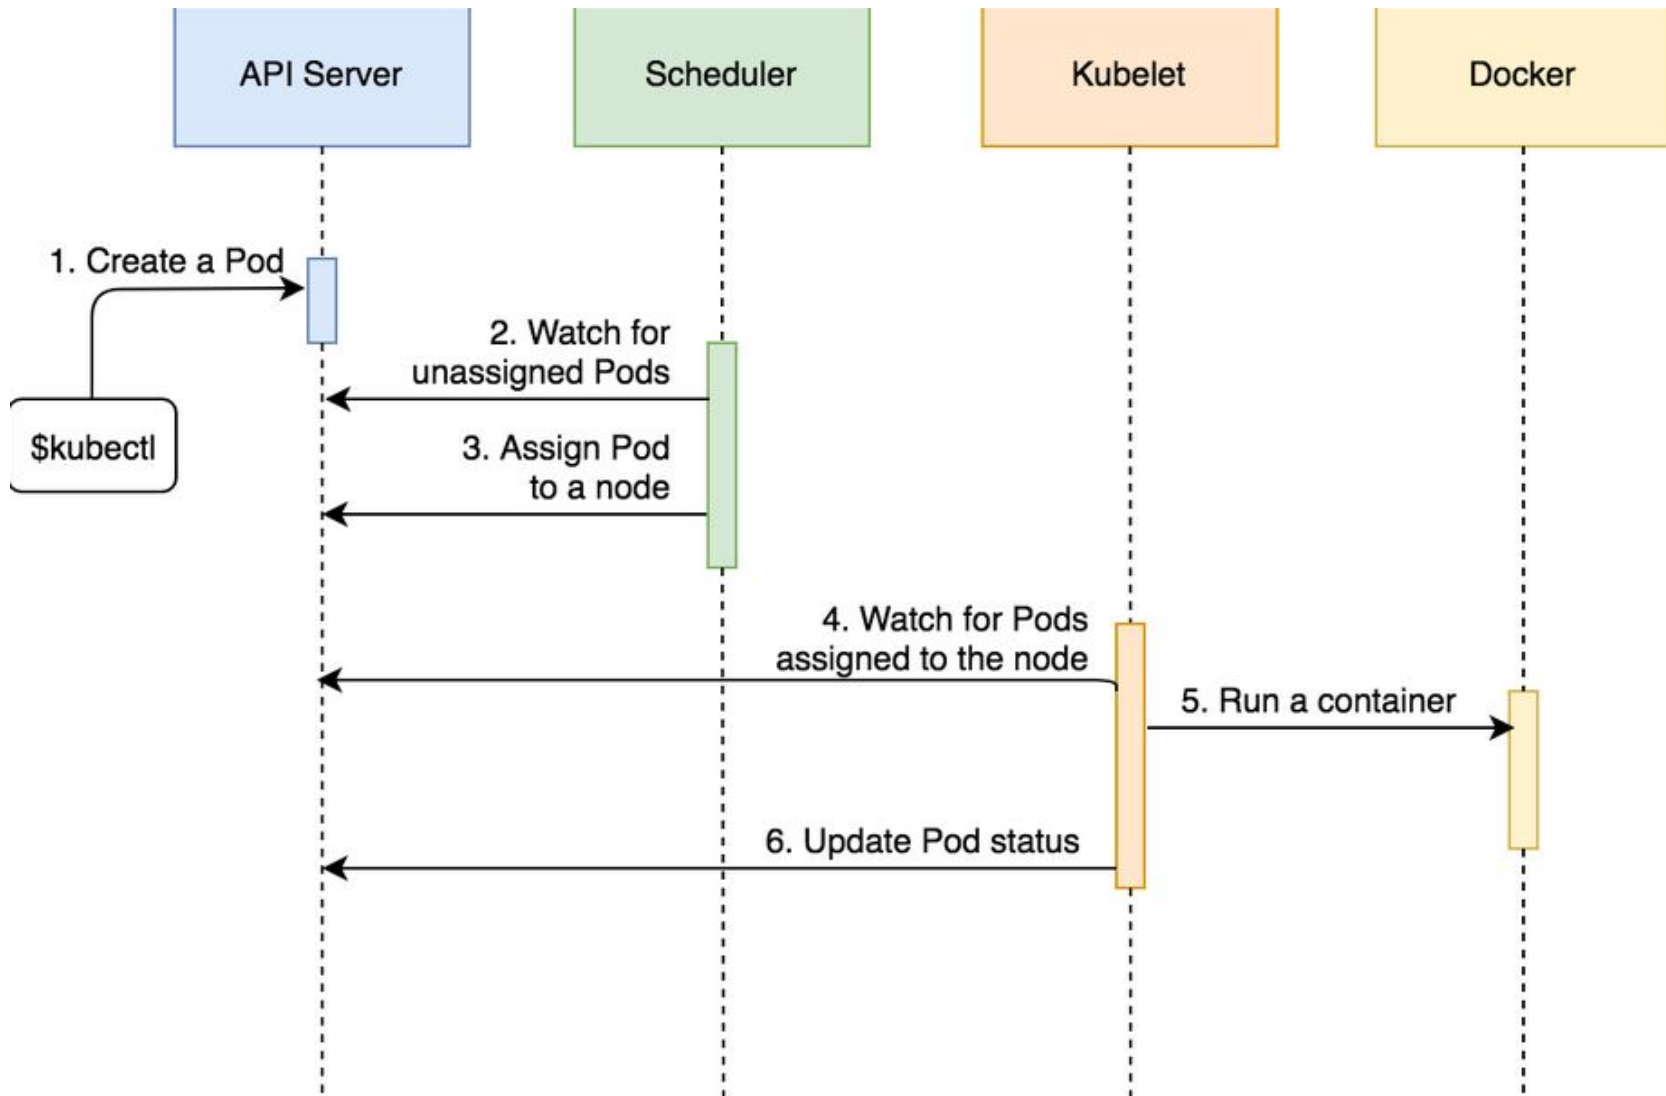 API Server
Scheduler
Kubelet
Docker
1. Create a Pod
2. Watch for
unassigned Pods
$kubectl
3. Assign Pod
to a node
4. Watch for Pods
assigned to the node
5. Run a container
6. Update Pod status